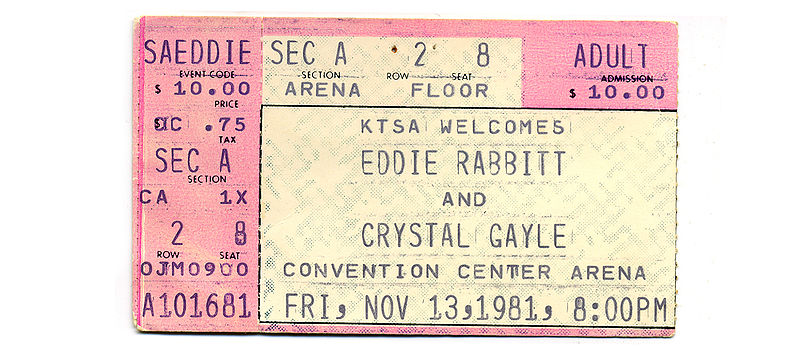 SAEDDIE
EVENT CODE
$ 10.00
PRICE
.75
TAX
SEC A
SECTION
CA 1X
2 8
ROW SEAT
OJM0900
A101681
SEC A 2 8
SECTION ROW SEAT
ARENA FLOOR
ADULT
ADMISSION
$ 10.00
KTSA WELCOMES
EDDIE RABBITT
AND
CRYSTAL GAYLE
CONVENTION CENTER ARENA
FRI, NOV 13,1981, 8:00PM